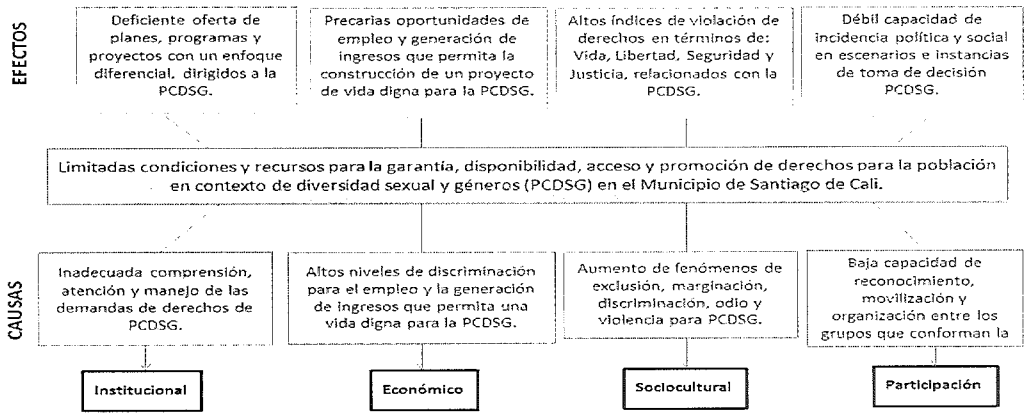 EFECTOS
Deficiente oferta de
planes, programas y
proyectos con un enfoque
diferencial, dirigidos a la
PCDSG.
Precarias oportunidades de
empleo y generación de
ingresos que permita la
construcción de un proyecto
de vida digna para la PCDSG.
Altos índices de violación de
derechos en términos de:
Vida, Libertad, Seguridad y
Justicia, relacionados con la
PCDSG.
Débil capacidad de
incidencia política y social
en escenarios e instancias
de toma de decisión
PCDSG.
Limitadas condiciones y recursos para la garantía, disponibilidad, acceso y promoción de derechos para la población
en contexto de diversidad sexual y géneros (PCDSG) en el Municipio de Santiago de Cali.
CAUSAS
Inadecuada comprensión,
atención y manejo de las
demandas de derechos de
PCDSG.
Altos niveles de discriminación
para el empleo y la generación
de ingresos que permita una
vida digna para la PCDSG.
Aumento de fenómenos de
exclusión, marginación,
discriminación, odio y
violencia para PCDSG.
Baja capacidad de
reconocimiento,
movilización y
organización entre los
grupos que conforman la
Institucional
Económico
Sociocultural
Participación